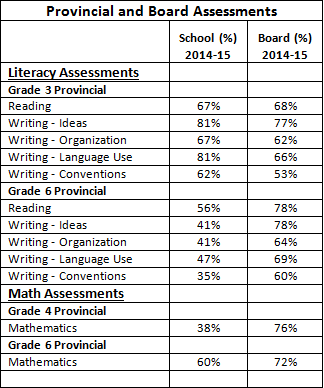 Provincial and Board Assessments
School (%) Board (%)
2014-15 2014-15
Literacy Assessments
Grade 3 Provincial
Reading 67% 68%
Writing - Ideas 81% 77%
Writing - Organization 67% 62%
Writing - Language Use 81% 66%
Writing - Conventions 62% 53%
Grade 6 Provincial
Reading 56% 78%
Writing - Ideas 41% 78%
Writing - Organization 41% 64%
Writing - Language Use 47% 69%
Writing - Conventions 35% 60%
Math Assessments
Grade 4 Provincial
Mathematics 38% 76%
Grade 6 Provincial
Mathematics 60% 72%